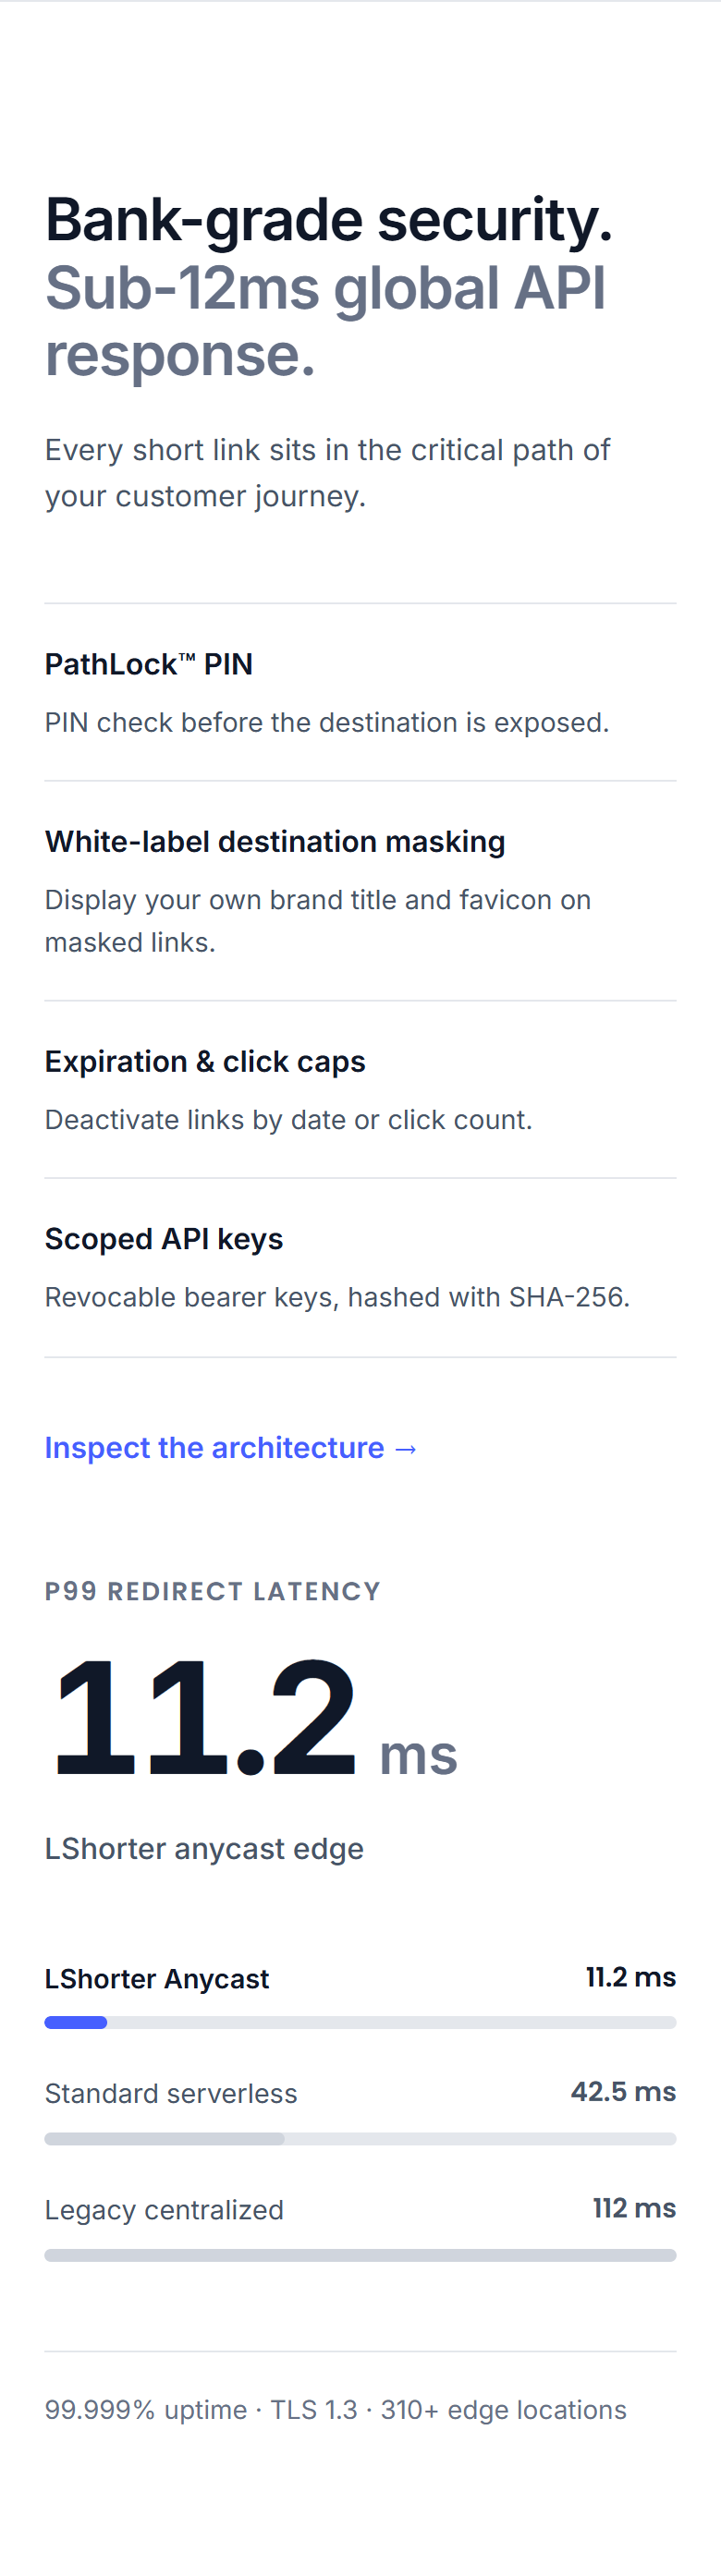 Bank-grade security.
Sub-12ms global API
response.
Every short link sits in the critical path of
your customer journey.
PathLock™ PIN
PIN check before the destination is exposed.
White-label destination masking
Display your own brand title and favicon on
masked links.
Expiration & click caps
Deactivate links by date or click count.
Scoped API keys
Revocable bearer keys, hashed with SHA-256.
Inspect the architecture →
P99 REDIRECT LATENCY
11.2 ms
LShorter anycast edge
LShorter Anycast 11.2 ms
Standard serverless 42.5 ms
Legacy centralized 112 ms
99.999% uptime · TLS 1.3 · 310+ edge locations